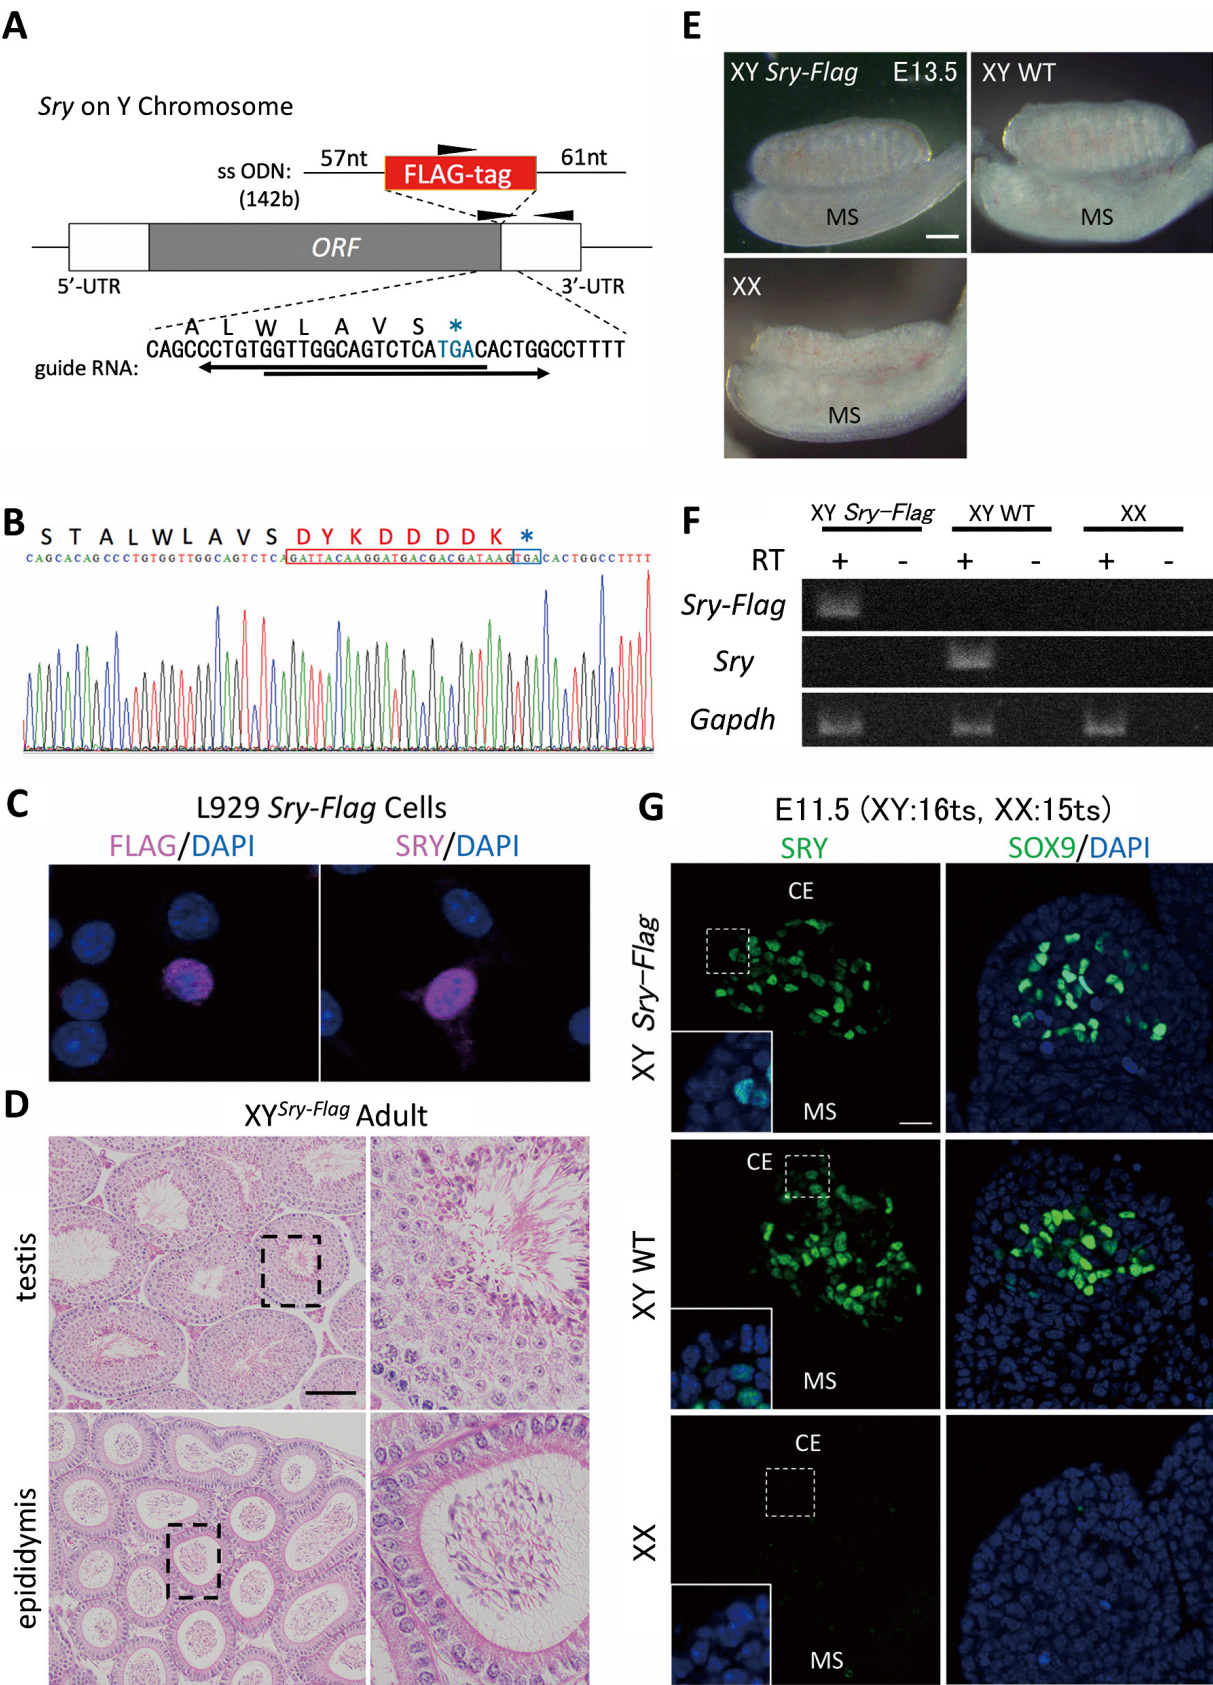 A
Sry on Y Chromosome
57nt
61nt
ss ODN:
(142b)
FLAG-tag
ORF
5’-UTR
3’-UTR
A L W L A V S *
CAGCCCTGTGGTTGGCAGTCTCATGACACTGGCCTTTT
guide RNA:
B
S T A L W L A V S D Y K D D D D K *
CAGCACAGCCCTGTGGTTGGCAGTCTCAGATTACAAGGATGACGACGATAAGTGACACTGGCCTTTT
C
L929 Sry-Flag Cells
FLAG/DAPI
SRY/DAPI
D
XYSry-Flag Adult
testis
epididymis
E
XY Sry-Flag
E13.5
MS
XY WT
MS
XX
MS
F
XY Sry-Flag
XY WT
XX
RT + - + - + -
Sry-Flag
Sry
Gapdh
G
E11.5 (XY:16ts, XX:15ts)
SRY
SOX9/DAPI
XY Sry-Flag
CE
MS
XY WT
CE
MS
XX
CE
MS